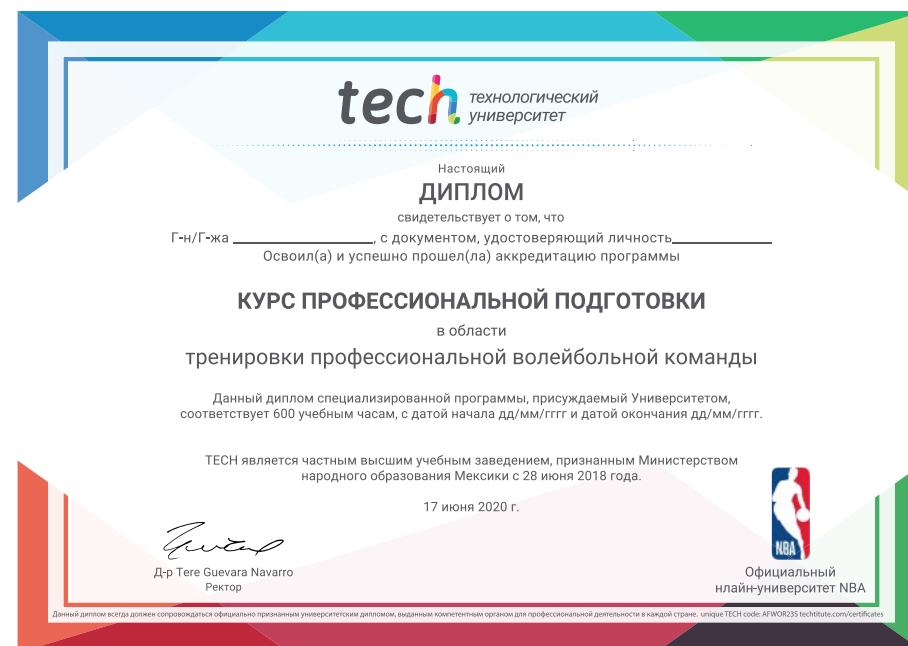 tech технологический
университет
Настоящий
ДИПЛОМ
свидетельствует о том, что
Г-н/Г-жа ____________________, с документом, удостоверяющий личность______________
Освоил(а) и успешно прошел(ла) аккредитацию программы
КУРС ПРОФЕССИОНАЛЬНОЙ ПОДГОТОВКИ
в области
тренировки профессиональной волейбольной команды
Данный диплом специализированной программы, присуждаемый Университетом,
соответствует 600 учебным часам, с датой начала дд/мм/гггг и датой окончания дд/мм/гггг.
TECH является частным высшим учебным заведением, признанным Министерством
народного образования Мексики с 28 июня 2018 года.
17 июня 2020 г.
Д-р Tere Guevara Navarro
Ректор
NBA
Официальный
нлайн-университет NBA
Данный диплом всегда должен сопровождаться официально признанным университетским дипломом, выданным компетентным органом для профессиональной деятельности в каждой стране. unique TECH code: AFWOR23S techtitute.com/certificates